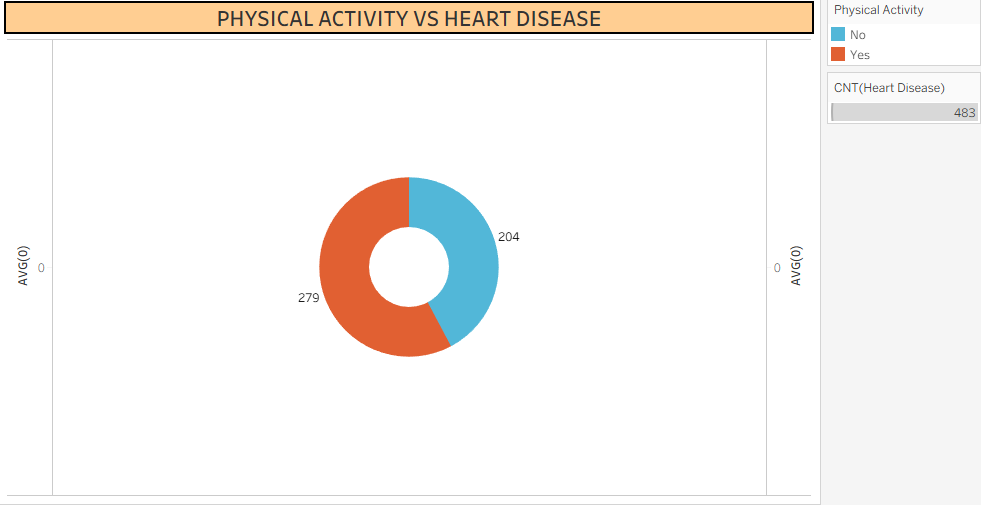 PHYSICAL ACTIVITY VS HEART DISEASE
Physical Activity
No
Yes
CNT(Heart Disease)
483
204
279
AVG(0)
0
0
AVG(0)